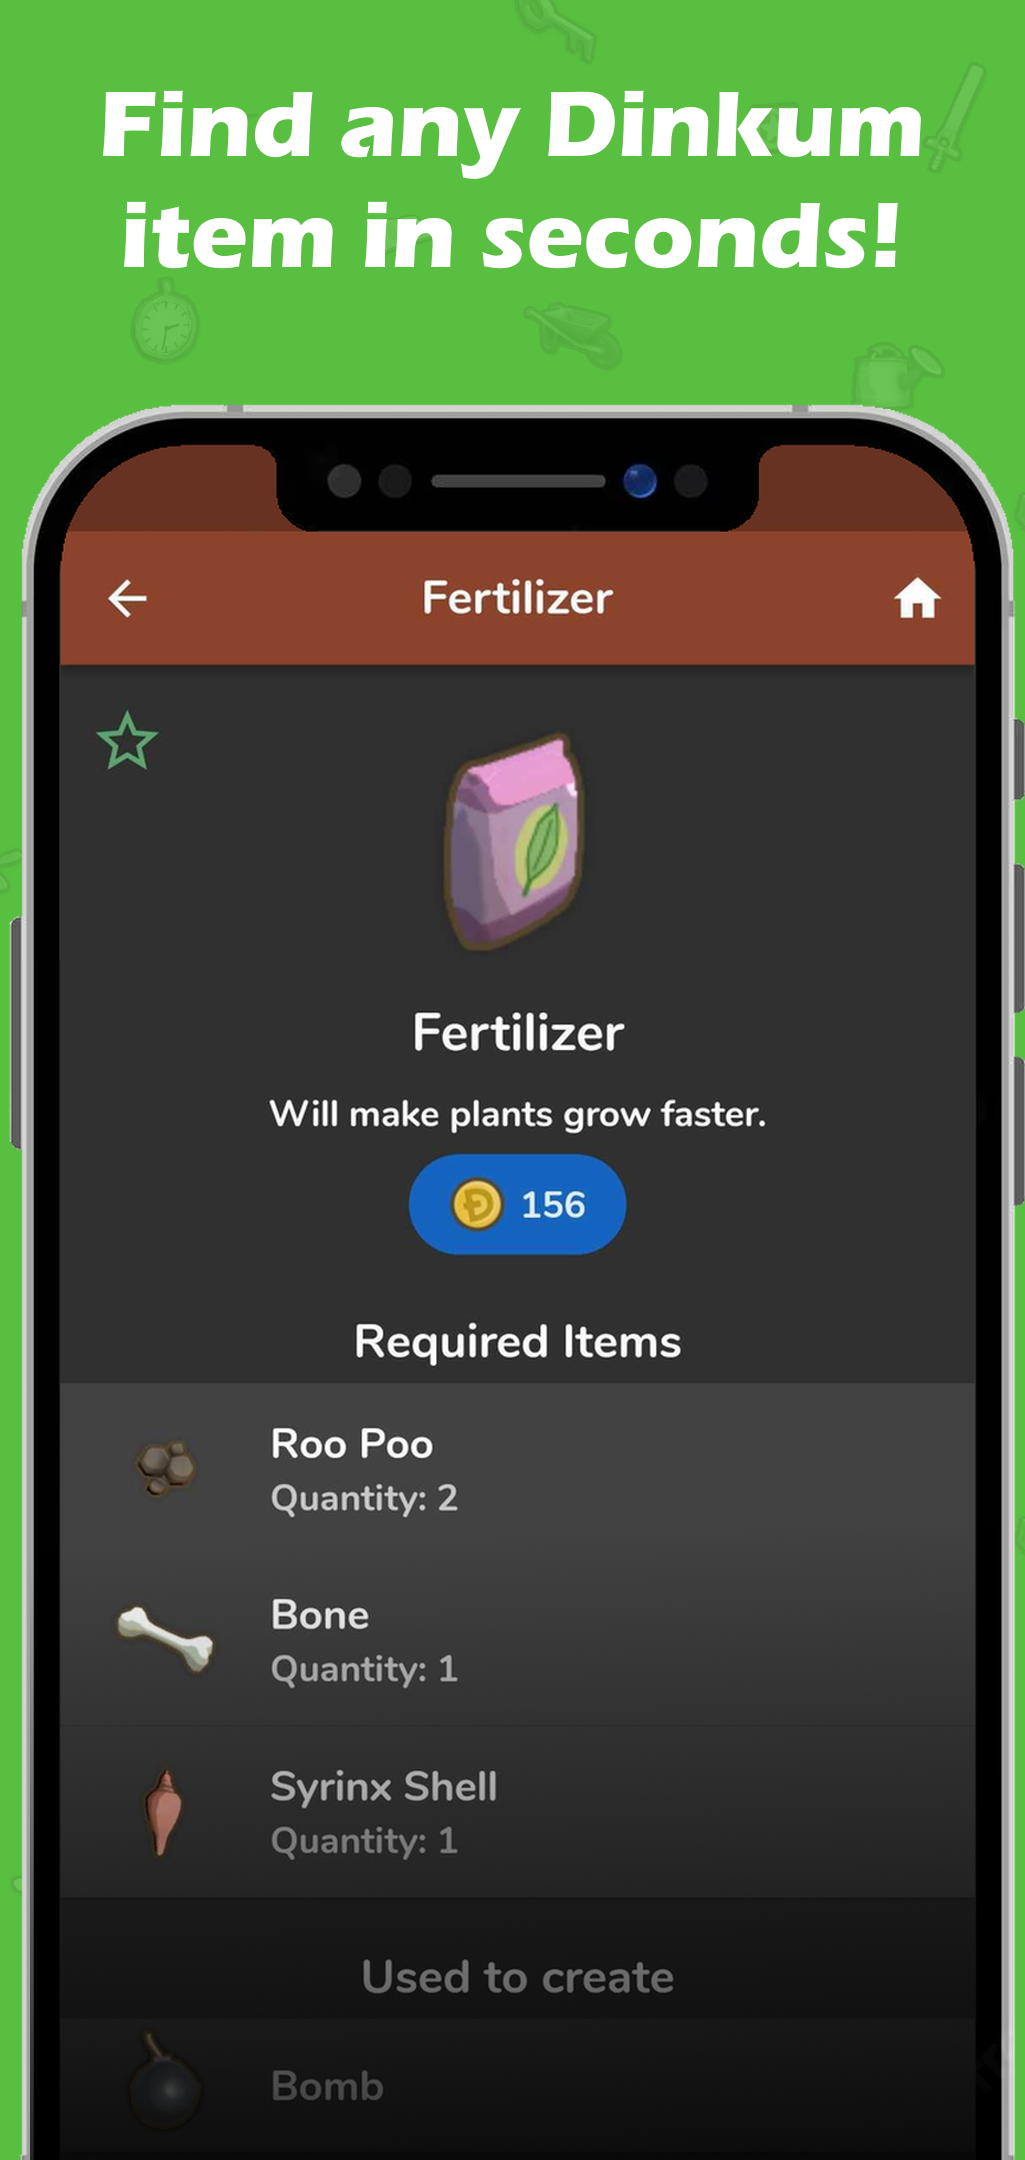 Find any Dinkum
item in seconds!
Fertilizer
Fertilizer
Will make plants grow faster.
156
Required Items
Roo Poo
Quantity: 2
Bone
Quantity: 1
Syrinx Shell
Quantity: 1
Used to create
Bomb